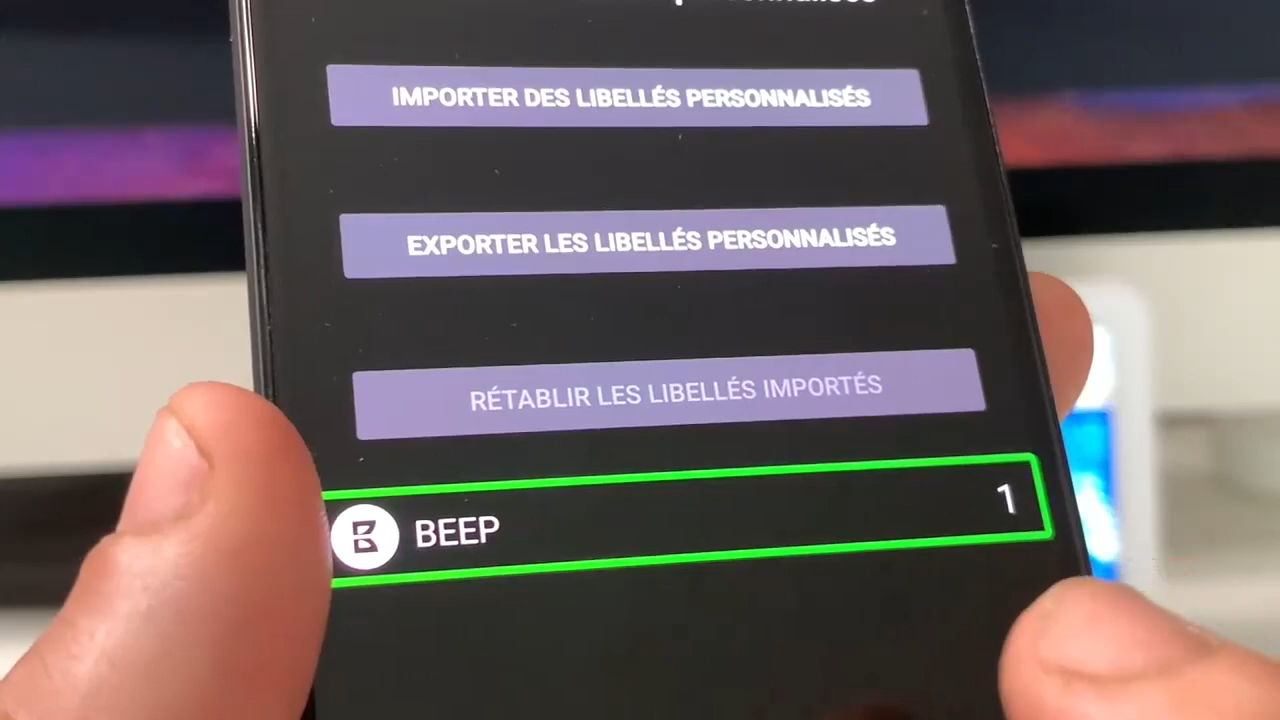 IMPORTER DES LIBELLÉS PERSONNALISÉS
EXPORTER LES LIBELLÉS PERSONNALISÉS
RÉTABLIR LES LIBELLÉS IMPORTÉS
BEEP 1